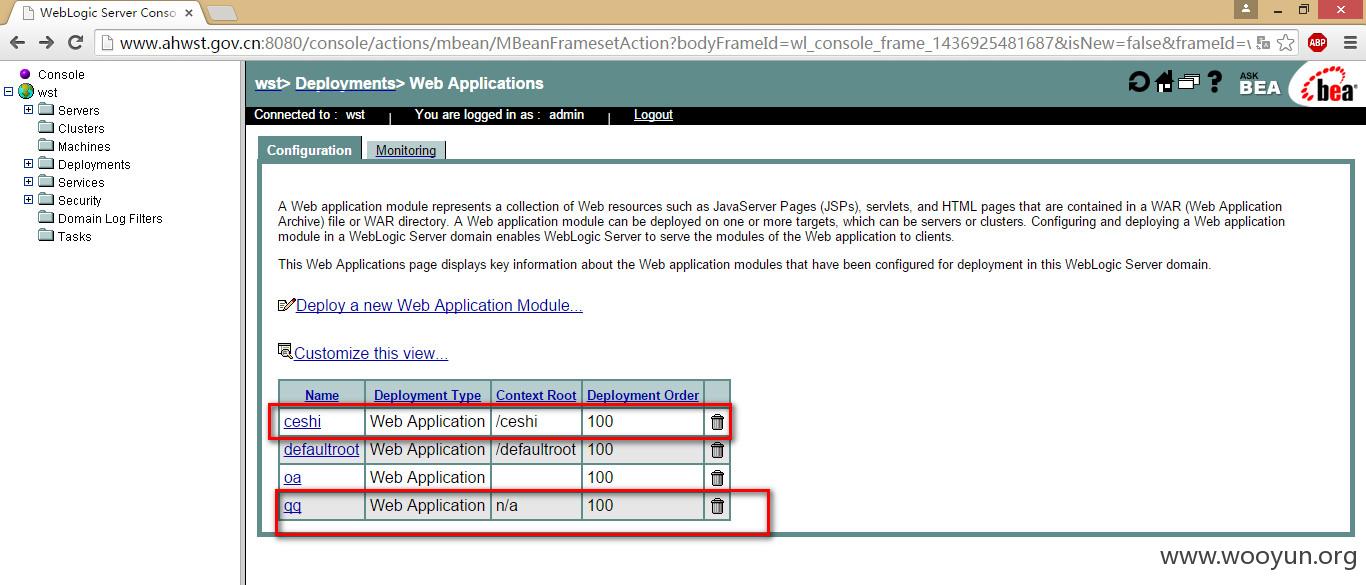 WebLogic Server Conso
www.ahwst.gov.cn:8080/console/actions/mbean/MBeanFramesetAction?bodyFrameId=wl_console_frame_1436925481687&isNew=false&frameId=
ABP
Console
wst
Servers
Clusters
Machines
Deployments
Services
Security
Domain Log Filters
Tasks
wst> Deployments> Web Applications
? ASK BEA bea
Connected to : wst | You are logged in as : admin | Logout
Configuration Monitoring
A Web application module represents a collection of Web resources such as JavaServer Pages (JSPs), servlets, and HTML pages that are contained in a WAR (Web Application
Archive) file or WAR directory. A Web application module can be deployed on one or more targets, which can be servers or clusters. Configuring and deploying a Web application
module in a WebLogic Server domain enables WebLogic Server to serve the modules of the Web application to clients.
This Web Applications page displays key information about the Web application modules that have been configured for deployment in this WebLogic Server domain.
Deploy a new Web Application Module...
Customize this view...
Name Deployment Type Context Root Deployment Order
ceshi Web Application /ceshi 100
defaultroot Web Application /defaultroot 100
oa Web Application 100
qq Web Application n/a 100
www.wooyun.org